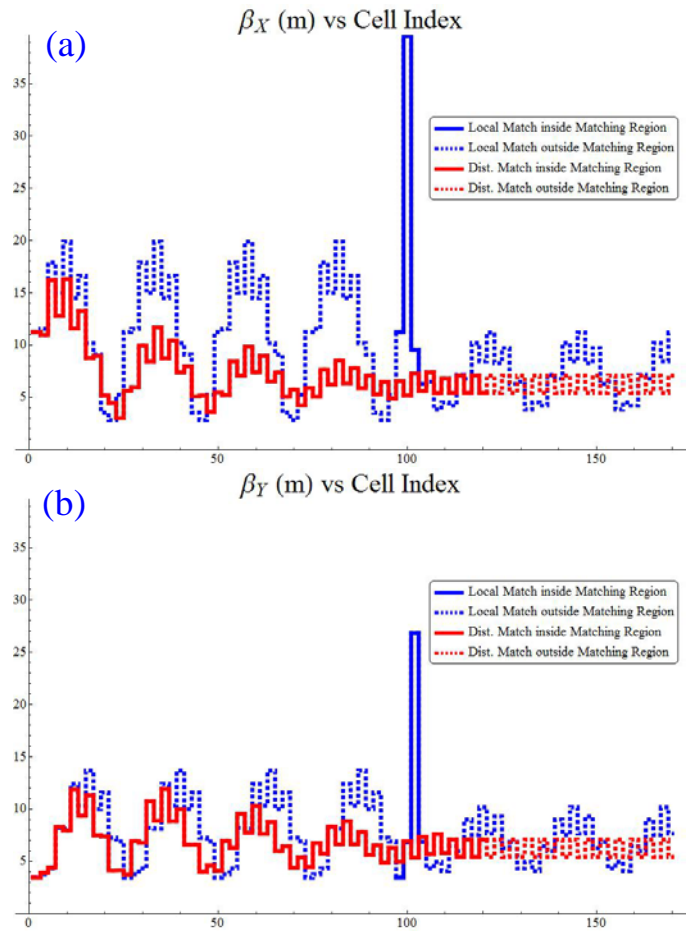 β_X (m) vs Cell Index
(a)
35
30
25
20
15
10
5
0 50 100 150
Local Match inside Matching Region
Local Match outside Matching Region
Dist. Match inside Matching Region
Dist. Match outside Matching Region
β_Y (m) vs Cell Index
(b)
35
30
25
20
15
10
5
0 50 100 150
Local Match inside Matching Region
Local Match outside Matching Region
Dist. Match inside Matching Region
Dist. Match outside Matching Region